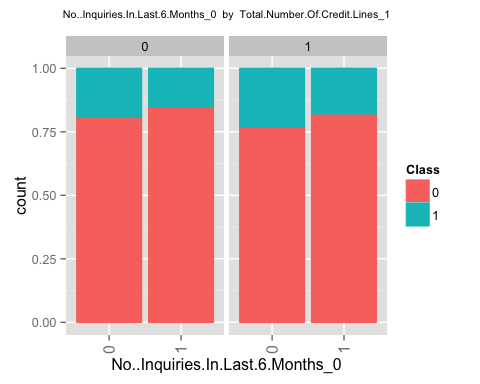 No..Inquiries.In.Last.6.Months_0 by Total.Number.Of.Credit.Lines_1
0 1
1.00
0.75
0.50
0.25
0.00
count
0 1 0 1
No..Inquiries.In.Last.6.Months_0
Class
0
1